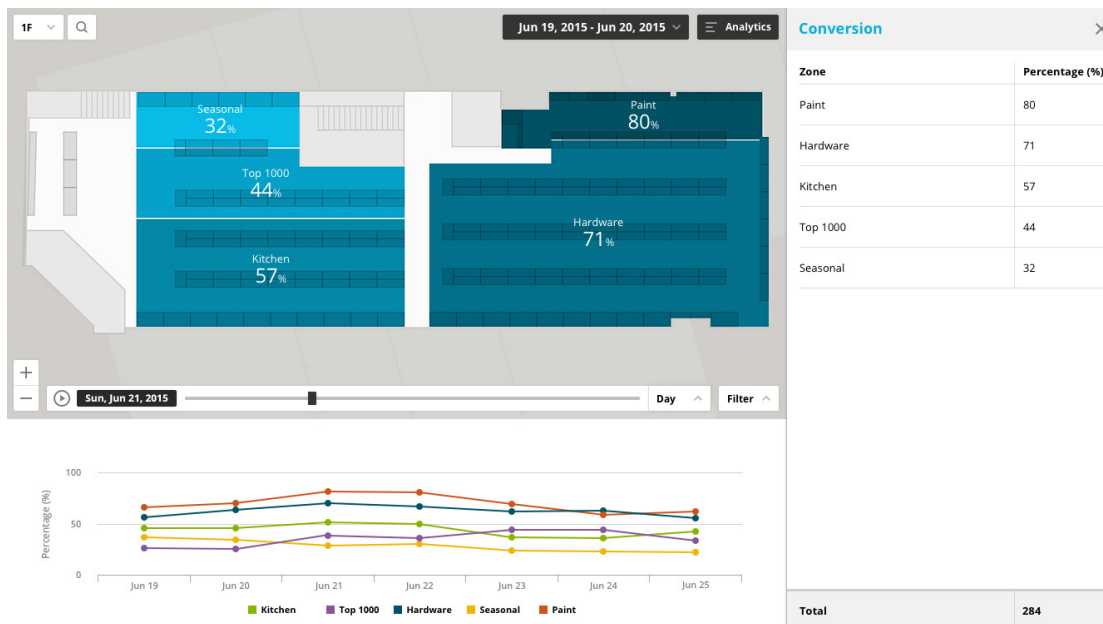 1F
Jun 19, 2015 - Jun 20, 2015
Analytics
Seasonal
32%
Top 1000
44%
Kitchen
57%
Paint
80%
Hardware
71%
Sun, Jun 21, 2015
Day
Filter
Conversion
Zone Percentage (%)
Paint 80
Hardware 71
Kitchen 57
Top 1000 44
Seasonal 32
Total 284
Percentage (%)
100
50
0
Jun 19 Jun 20 Jun 21 Jun 22 Jun 23 Jun 24 Jun 25
Kitchen Top 1000 Hardware Seasonal Paint